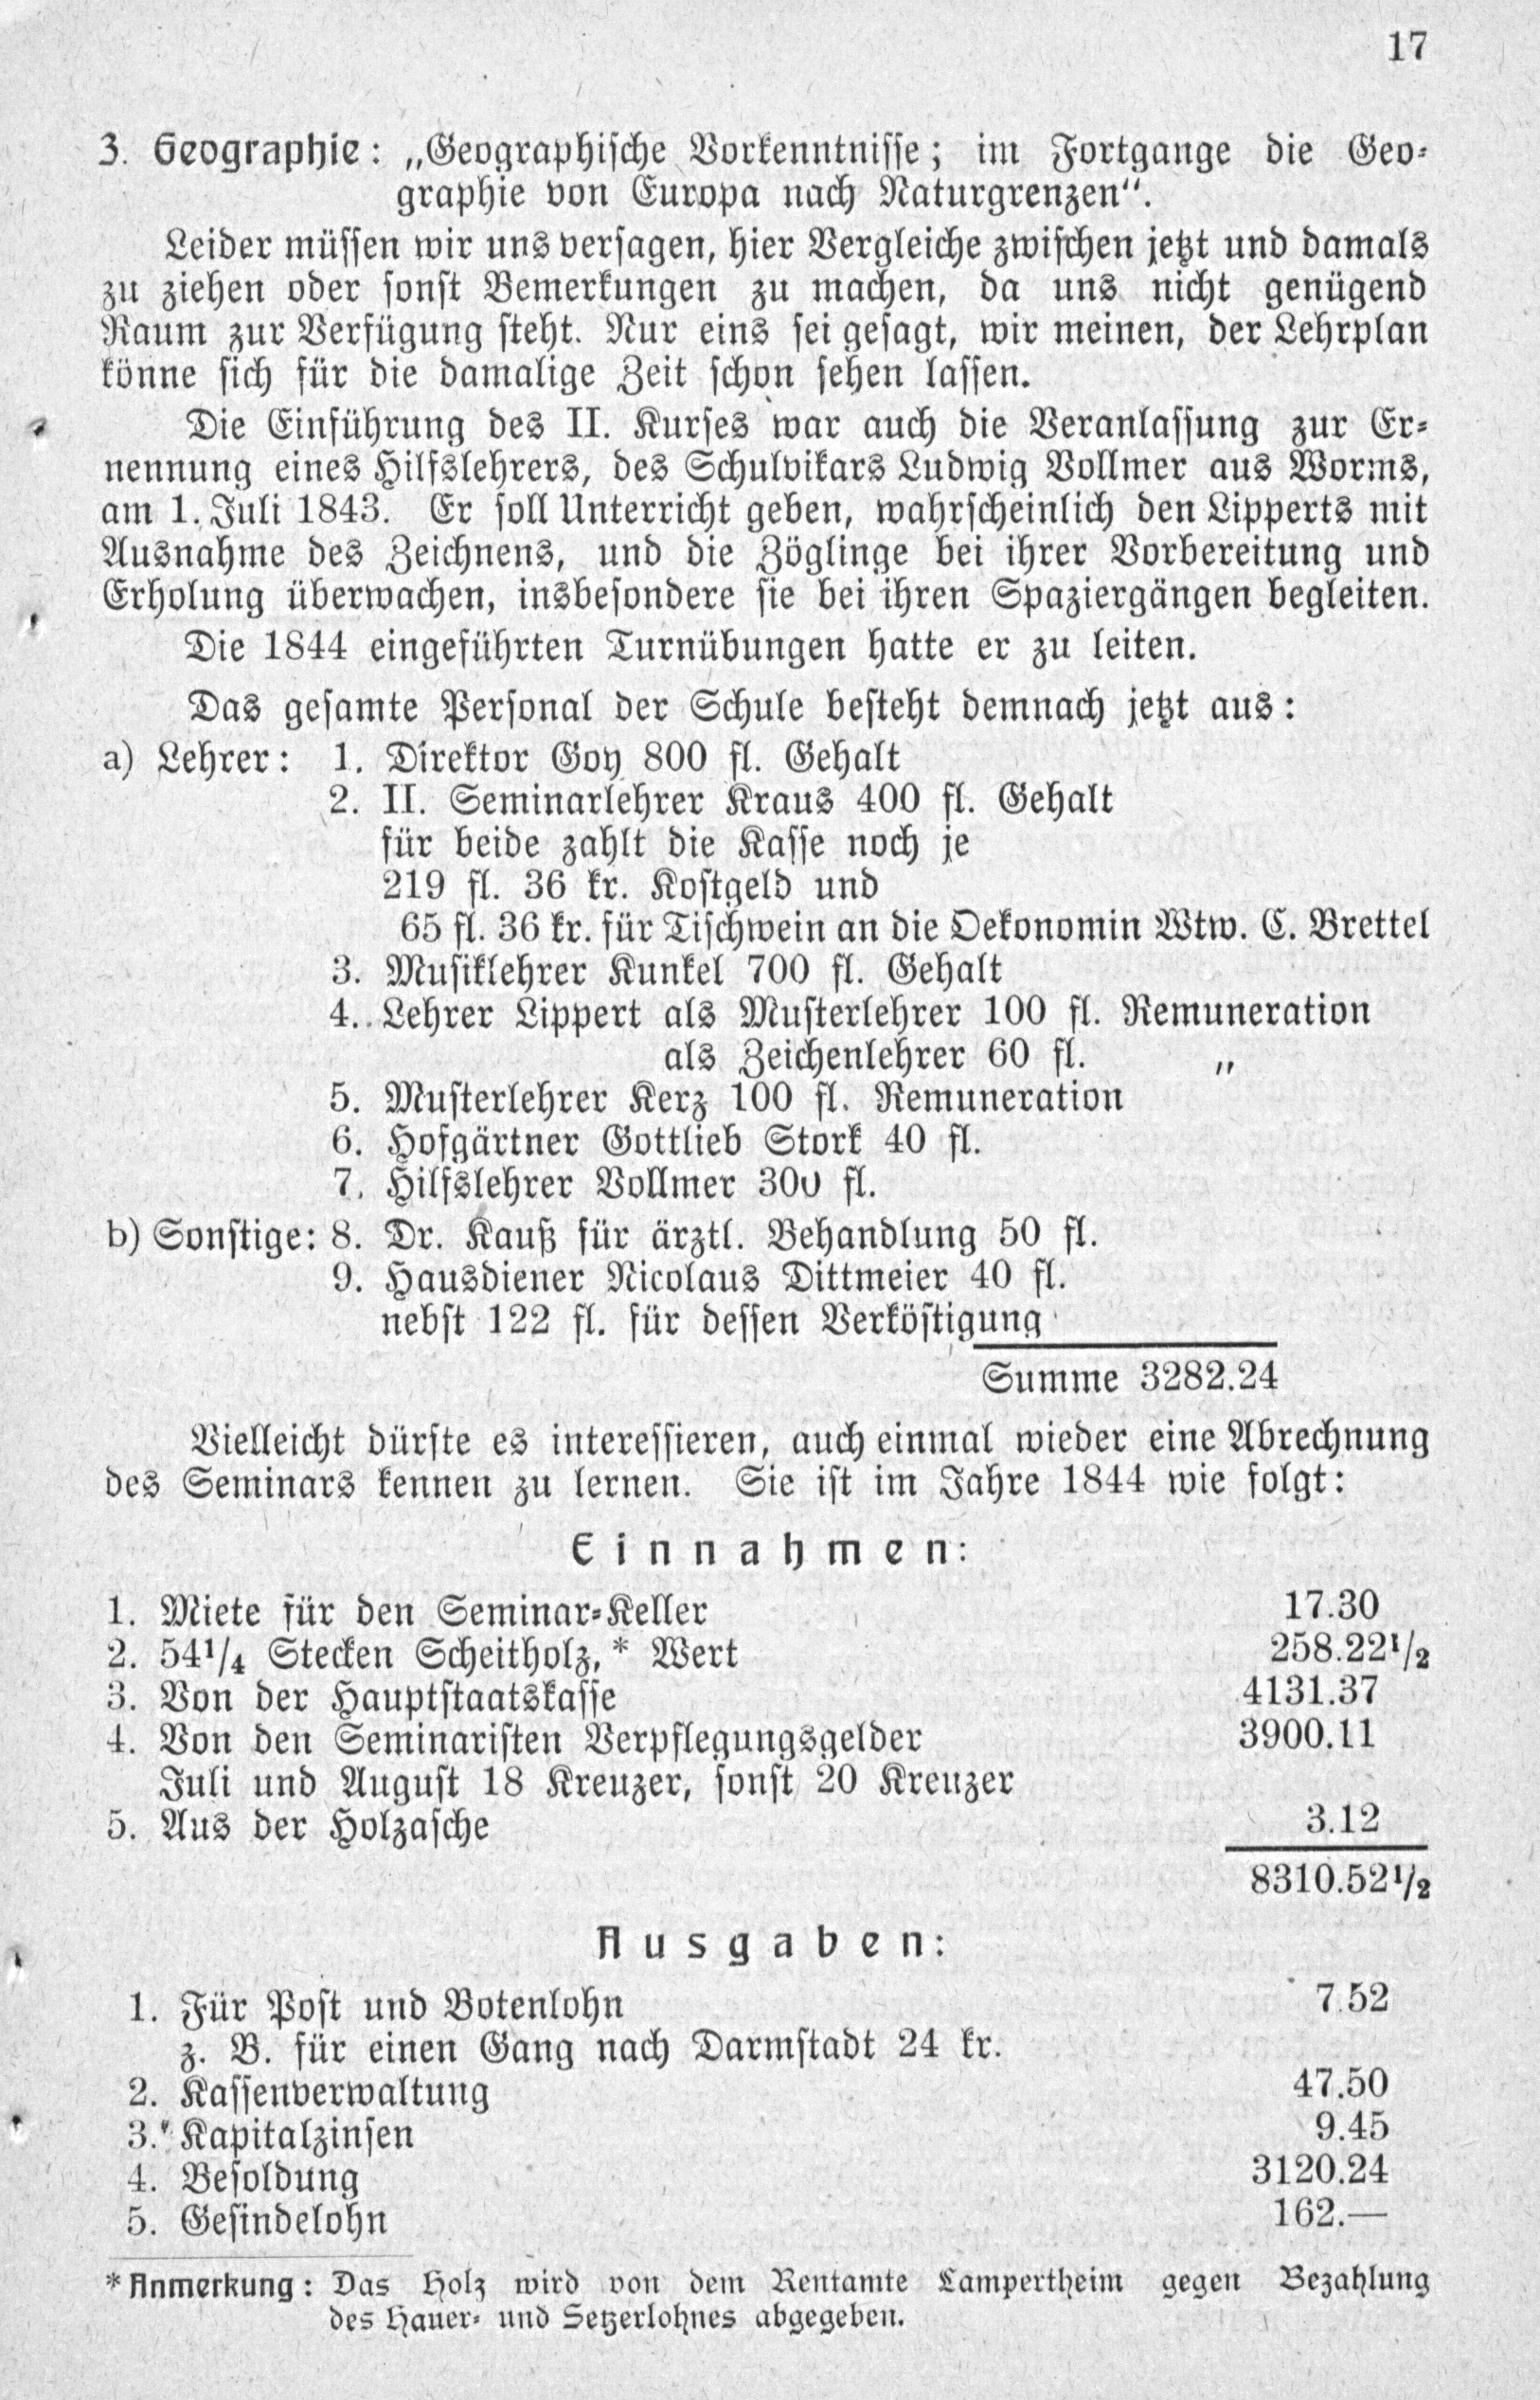 17
3. Geographie: „Geographische Vorkenntnisse; im Fortgange die Geo-
graphie von Europa nach Naturgrenzen“.
Leider müssen wir uns versagen, hier Vergleiche zwischen jetzt und damals
zu ziehen oder sonst Bemerkungen zu machen, da uns nicht genügend
Raum zur Verfügung steht. Nur eins sei gesagt, wir meinen, der Lehrplan
könne sich für die damalige Zeit schon sehen lassen.
Die Einführung des II. Kurses war auch die Veranlassung zur Er-
nennung eines Hilfslehrers, des Schulvikars Ludwig Vollmer aus Worms,
am 1. Juli 1843. Er soll Unterricht geben, wahrscheinlich den Lipperts mit
Ausnahme des Zeichnens, und die Zöglinge bei ihrer Vorbereitung und
Erholung überwachen, insbesondere sie bei ihren Spaziergängen begleiten.
Die 1844 eingeführten Turnübungen hatte er zu leiten.
Das gesamte Personal der Schule besteht demnach jetzt aus:
a) Lehrer: 1. Direktor Goy 800 fl. Gehalt
2. II. Seminarlehrer Kraus 400 fl. Gehalt
für beide zahlt die Kasse noch je
219 fl. 36 kr. Kostgeld und
65 fl. 36 kr. für Tischwein an die Oekonomin Wtw. C. Brettel
3. Musiklehrer Kunkel 700 fl. Gehalt
4. Lehrer Lippert als Musterlehrer 100 fl. Remuneration
als Zeichenlehrer 60 fl. „
5. Musterlehrer Kerz 100 fl. Remuneration
6. Hofgärtner Gottlieb Stork 40 fl.
7. Hilfslehrer Vollmer 300 fl.
b) Sonstige: 8. Dr. Kauß für ärztl. Behandlung 50 fl.
9. Hausdiener Nicolaus Dittmeier 40 fl.
nebst 122 fl. für dessen Verköstigung
Summe 3282.24
Vielleicht dürfte es interessieren, auch einmal wieder eine Abrechnung
des Seminars kennen zu lernen. Sie ist im Jahre 1844 wie folgt:
Einnahmen:
1. Miete für den Seminar-Keller 17.30
2. 54¹/₄ Stecken Scheitholz,* Wert 258.22¹/₂
3. Von der Hauptstaatskasse 4131.37
4. Von den Seminaristen Verpflegungsgelder 3900.11
Juli und August 18 Kreuzer, sonst 20 Kreuzer
5. Aus der Holzasche 3.12
8310.52¹/₂
Ausgaben:
1. Für Post und Botenlohn 7.52
z. B. für einen Gang nach Darmstadt 24 kr.
2. Kassenverwaltung 47.50
3. Kapitalzinsen 9.45
4. Besoldung 3120.24
5. Gesindelohn 162.—
* Anmerkung: Das Holz wird von dem Rentamte Lampertheim gegen Bezahlung
des Hauer- und Setzerlohnes abgegeben.